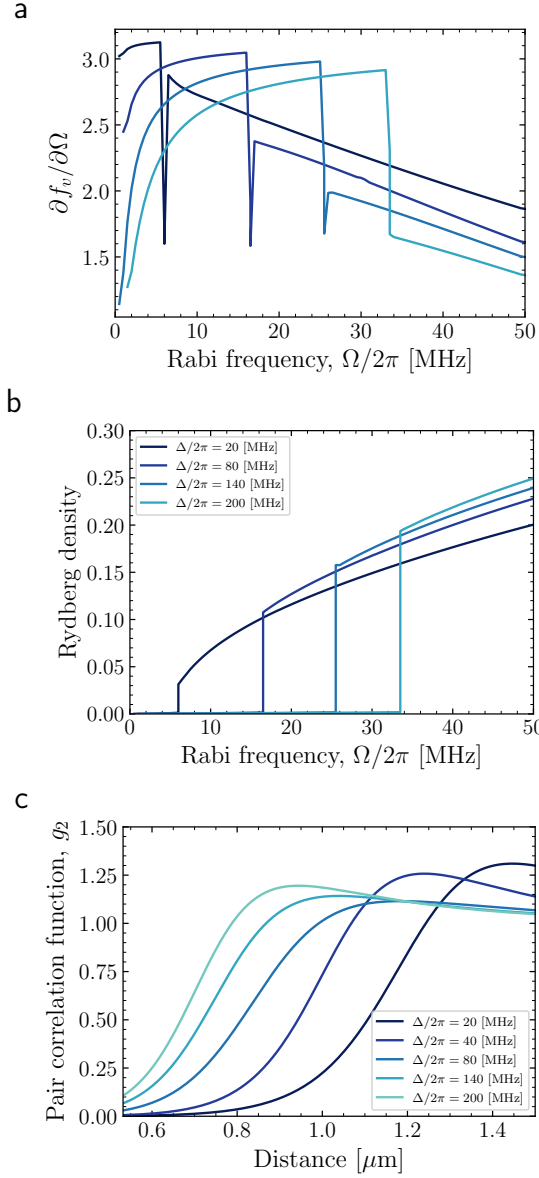 a
3.0
2.5
2.0
1.5
∂f_v/∂Ω
0 10 20 30 40 50
Rabi frequency, Ω/2π [MHz]
b
0.30
0.25
0.20
0.15
0.10
0.05
0.00
Rydberg density
Δ/2π = 20 [MHz]
Δ/2π = 80 [MHz]
Δ/2π = 140 [MHz]
Δ/2π = 200 [MHz]
0 10 20 30 40 50
Rabi frequency, Ω/2π [MHz]
c
1.50
1.25
1.00
0.75
0.50
0.25
0.00
Pair correlation function, g₂
Δ/2π = 20 [MHz]
Δ/2π = 40 [MHz]
Δ/2π = 80 [MHz]
Δ/2π = 140 [MHz]
Δ/2π = 200 [MHz]
0.6 0.8 1.0 1.2 1.4
Distance [μm]